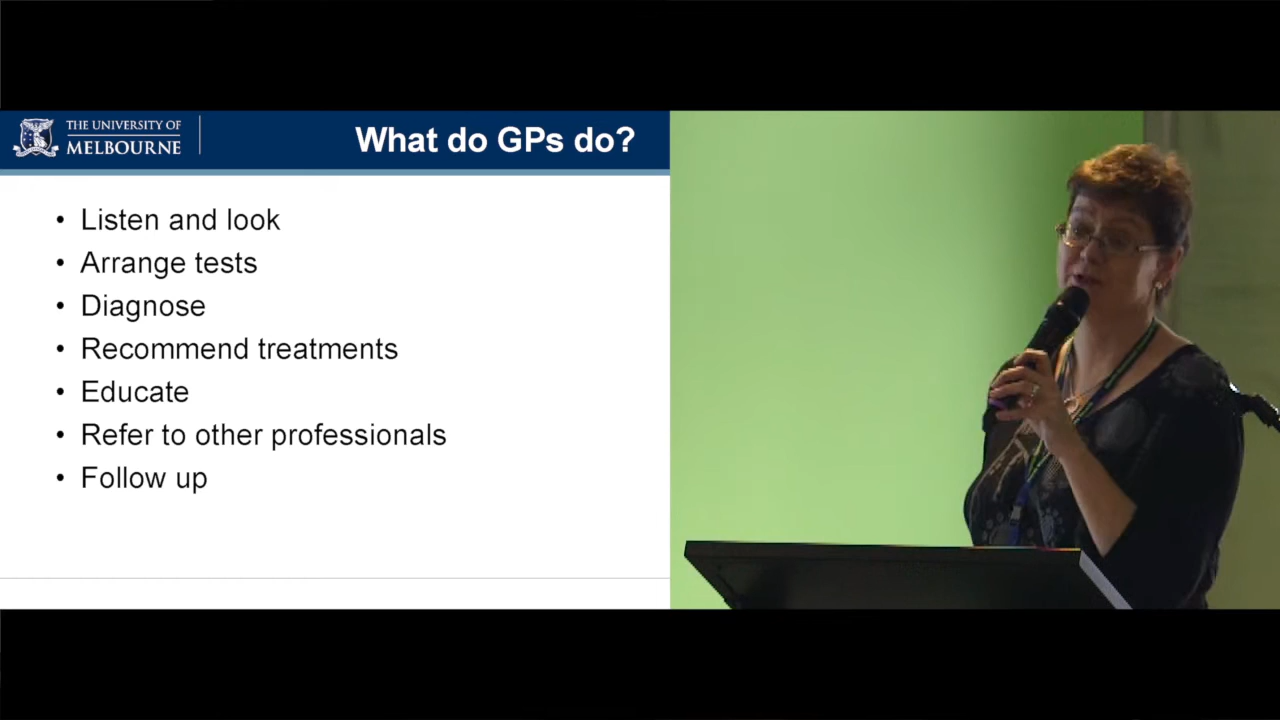 THE UNIVERSITY OF
MELBOURNE
What do GPs do?
• Listen and look
• Arrange tests
• Diagnose
• Recommend treatments
• Educate
• Refer to other professionals
• Follow up